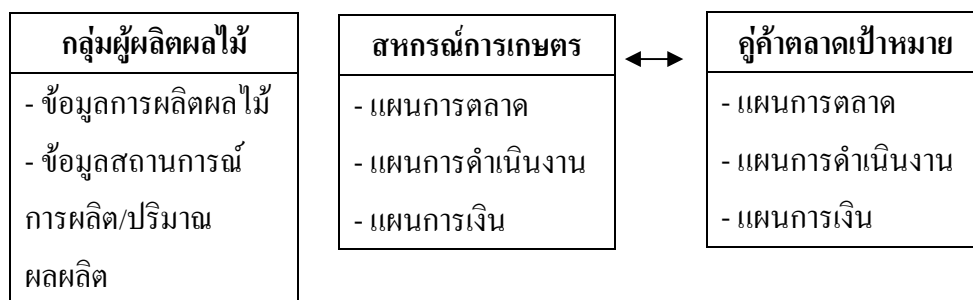 กลุ่มผู้ผลิตผลไม้
- ข้อมูลการผลิตผลไม้
- ข้อมูลสถานการณ์
การผลิต/ปริมาณ
ผลผลิต
สหกรณ์การเกษตร
- แผนการตลาด
- แผนการดำเนินงาน
- แผนการเงิน
คู่ค้าตลาดเป้าหมาย
- แผนการตลาด
- แผนการดำเนินงาน
- แผนการเงิน